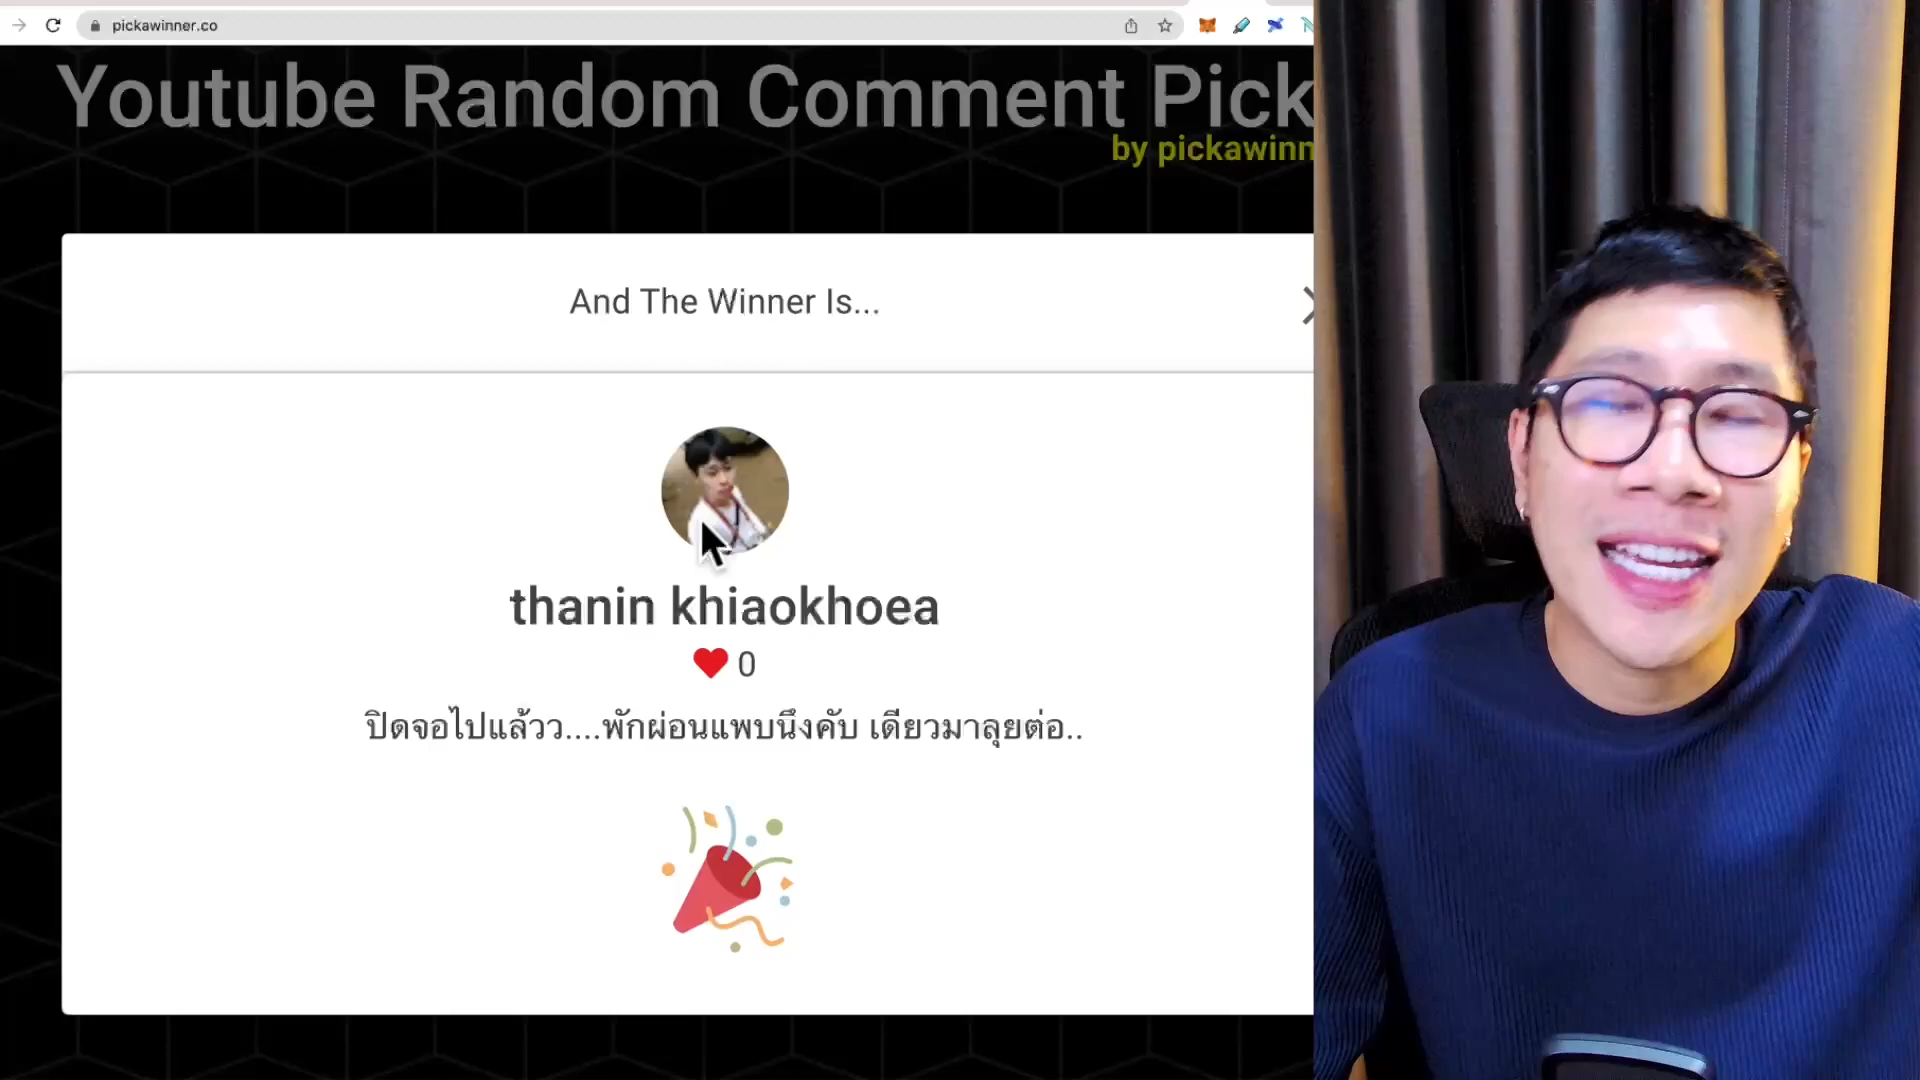 pickawinner.co
Youtube Random Comment Pick
by pickawinn
And The Winner Is...
thanin khiaokhoea
0
ปิดจอไปแล้วว....พักผ่อนแพบนึงคับ เดียวมาลุยต่อ..